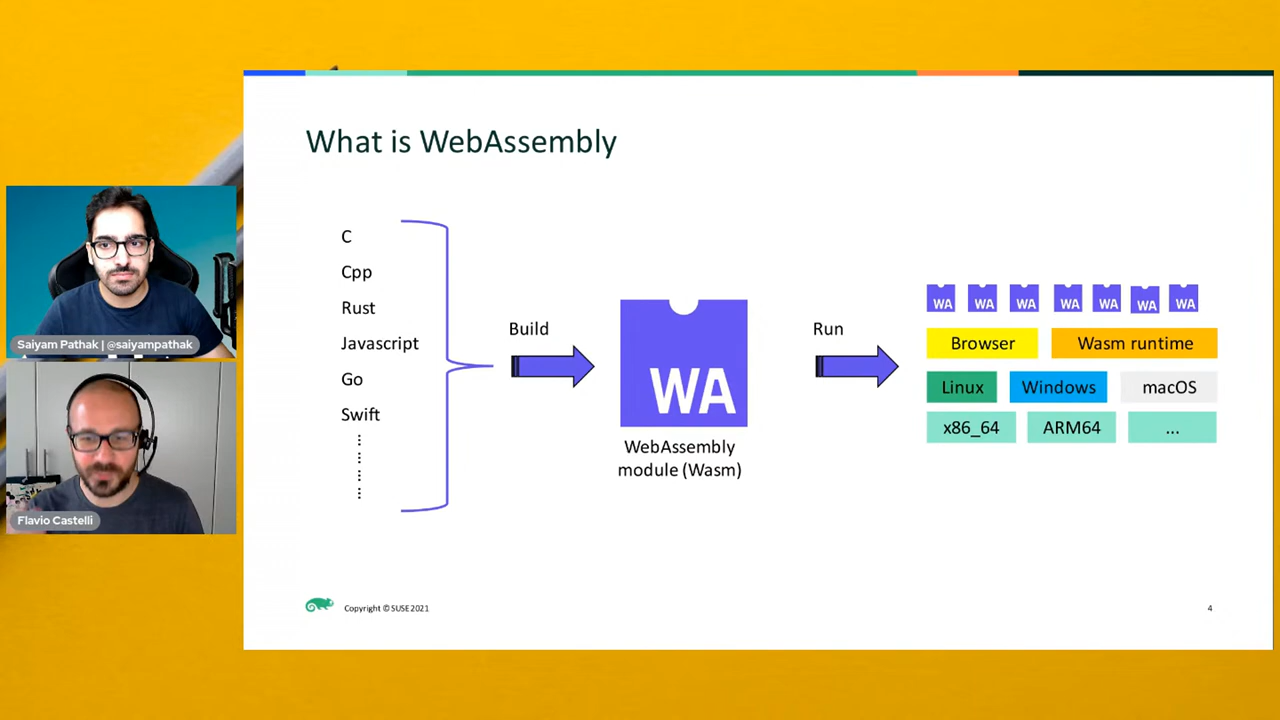 What is WebAssembly
C
Cpp
Rust
Javascript
Go
Swift
Build
WA
WebAssembly
module (Wasm)
Run
WA WA WA WA WA WA WA
Browser Wasm runtime
Linux Windows macOS
x86_64 ARM64 ...
Saiyam Pathak | @saiyampathak
Flavio Castelli
Copyright © SUSE 2021
4